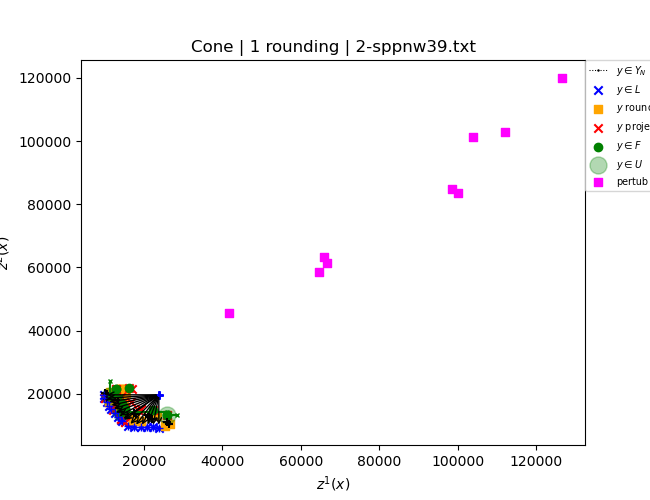 Cone | 1 rounding | 2-sppnw39.txt
120000
100000
80000
60000
40000
20000
20000
40000
60000
80000
100000
120000
z¹(x)
y ∈ Y_N
y ∈ L
y
y
y ∈ F
y ∈ U
pertub